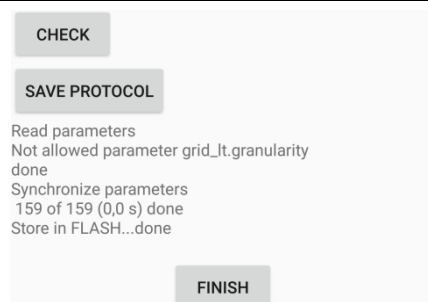 CHECK
SAVE PROTOCOL
Read parameters
Not allowed parameter grid_lt.granularity
done
Synchronize parameters
159 of 159 (0,0 s) done
Store in FLASH...done
FINISH